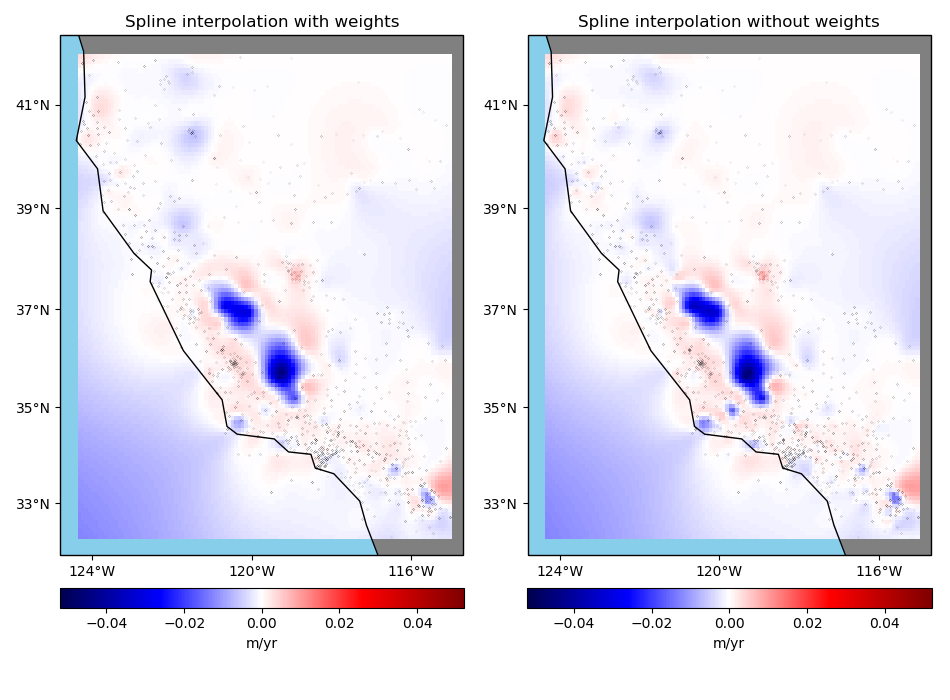 Spline interpolation with weights
Spline interpolation without weights
41°N
39°N
37°N
35°N
33°N
124°W 120°W 116°W
−0.04 −0.02 0.00 0.02 0.04
m/yr
41°N
39°N
37°N
35°N
33°N
124°W 120°W 116°W
−0.04 −0.02 0.00 0.02 0.04
m/yr